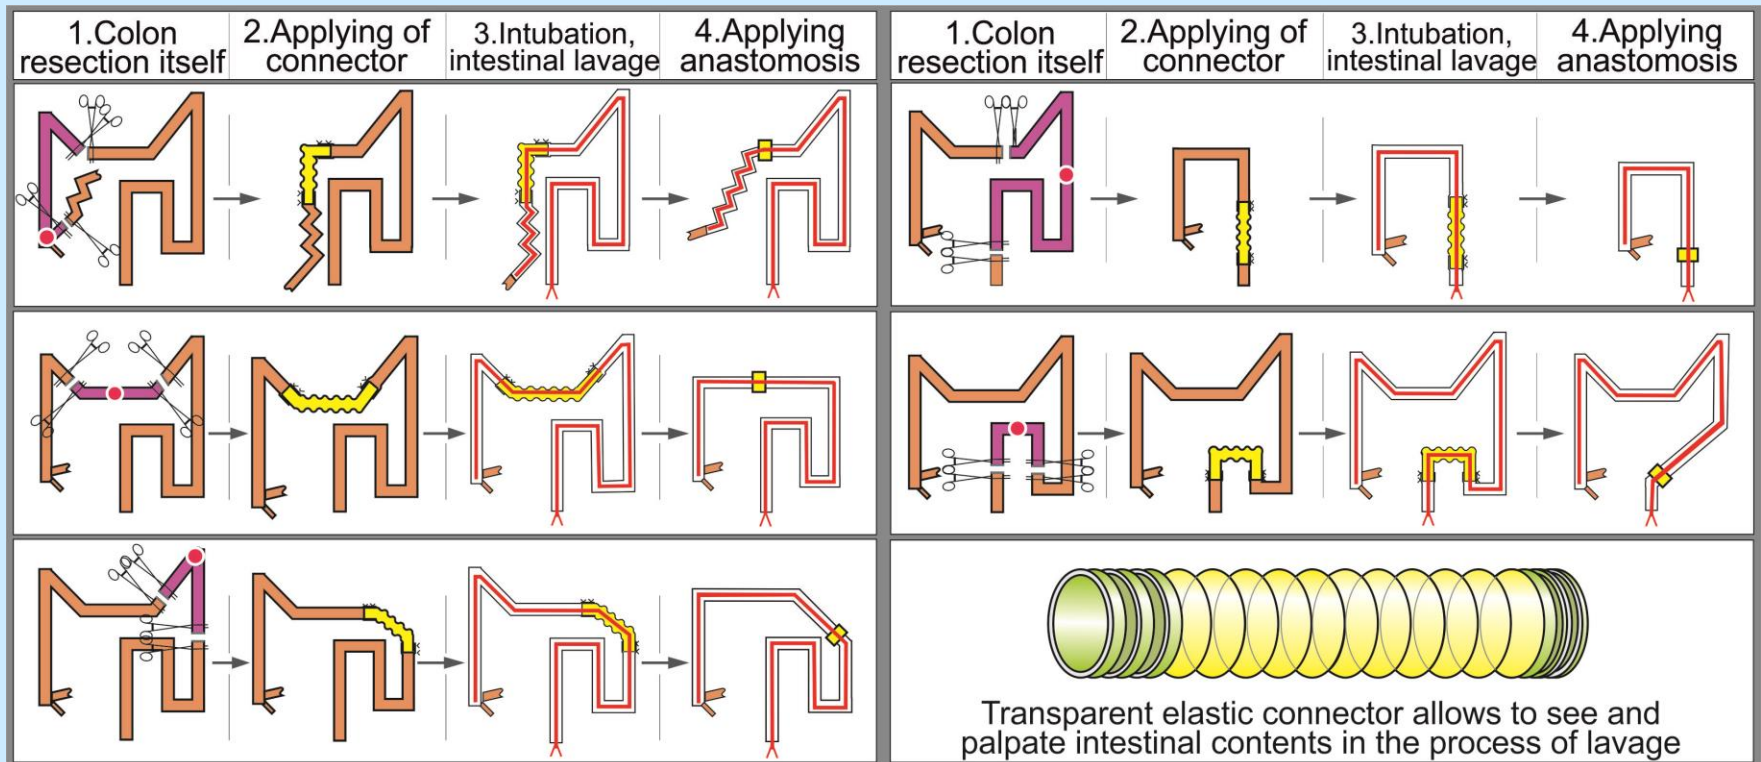 1.Colon
resection itself
2.Applying of
connector
3.Intubation,
intestinal lavage
4.Applying
anastomosis
1.Colon
resection itself
2.Applying of
connector
3.Intubation,
intestinal lavage
4.Applying
anastomosis
Transparent elastic connector allows to see and
palpate intestinal contents in the process of lavage